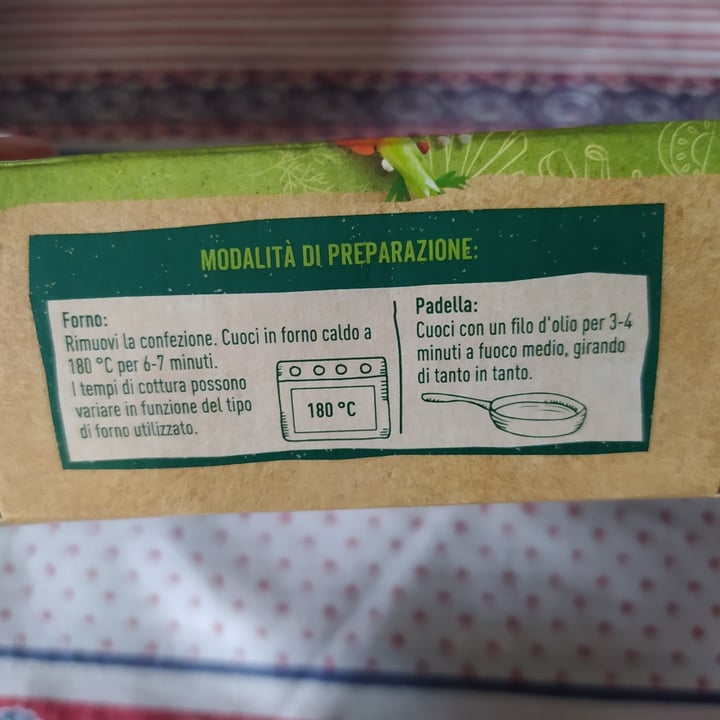 MODALITÀ DI PREPARAZIONE:
Forno:
Rimuovi la confezione. Cuoci in forno caldo a
180 °C per 6-7 minuti.
I tempi di cottura possono
variare in funzione del tipo
di forno utilizzato.
180 °C
Padella:
Cuoci con un filo d'olio per 3-4
minuti a fuoco medio, girando
di tanto in tanto.